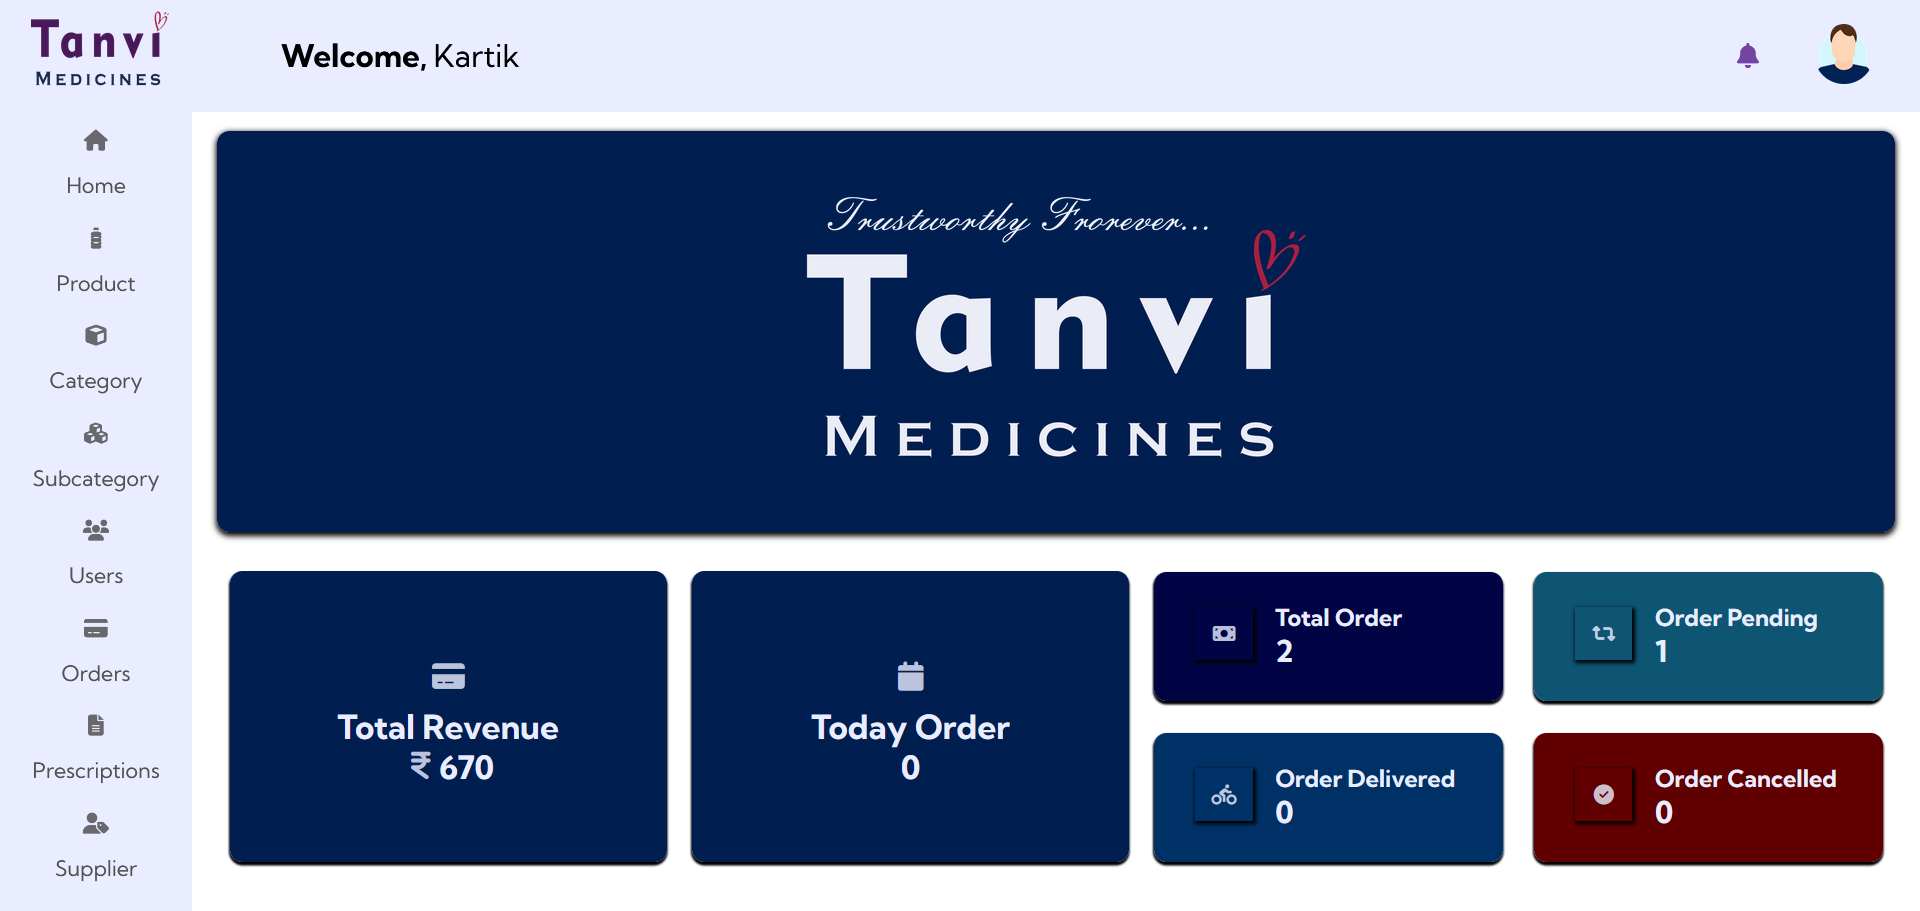 Tanvi
MEDICINES
Welcome, Kartik
Home
Product
Category
Subcategory
Users
Orders
Prescriptions
Supplier
Trustworthy Frorever...
Tanvi
MEDICINES
Total Revenue
₹ 670
Today Order
0
Total Order
2
Order Pending
1
Order Delivered
0
Order Cancelled
0